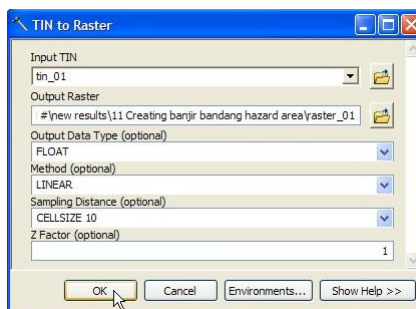 TIN to Raster
Input TIN
tin_01
Output Raster
#\new results\11 Creating banjir bandang hazard area\raster_01
Output Data Type (optional)
FLOAT
Method (optional)
LINEAR
Sampling Distance (optional)
CELLSIZE 10
Z Factor (optional)
1
OK
Cancel
Environments...
Show Help >>